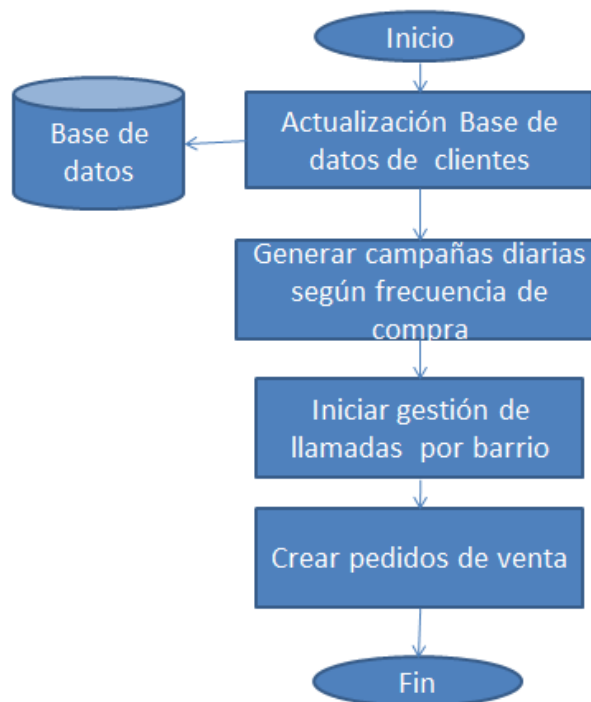 Inicio
Base de
datos
Actualización Base de
datos de clientes
Generar campañas diarias
según frecuencia de
compra
Iniciar gestión de
llamadas por barrio
Crear pedidos de venta
Fin